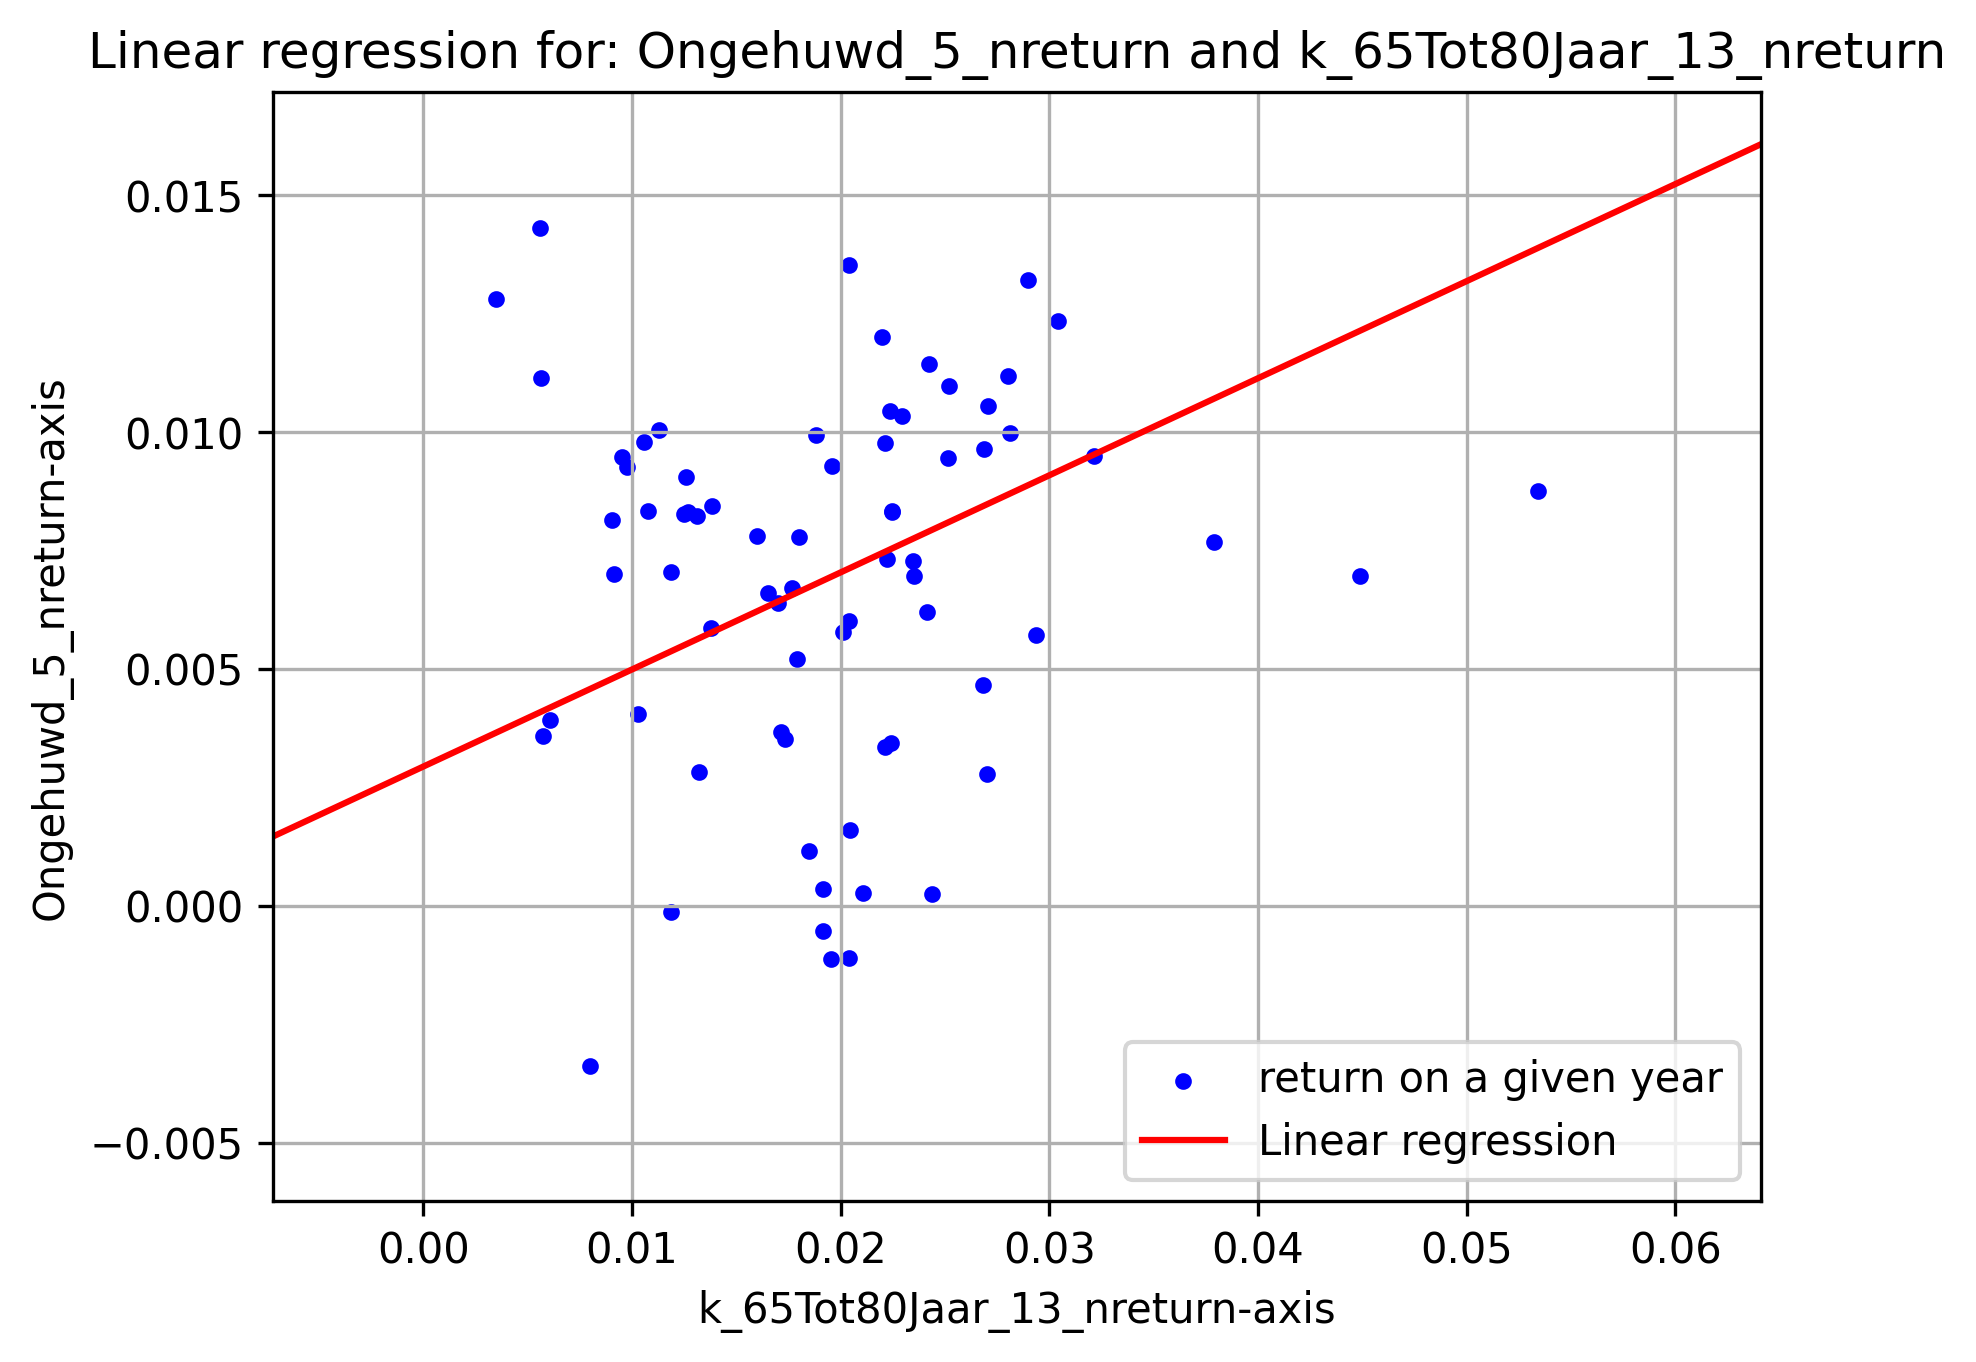 Linear regression for: Ongehuwd_5_nreturn and k_65Tot80Jaar_13_nreturn
Ongehuwd_5_nreturn-axis
0.015
0.010
0.005
0.000
−0.005
return on a given year
Linear regression
0.00 0.01 0.02 0.03 0.04 0.05 0.06
k_65Tot80Jaar_13_nreturn-axis